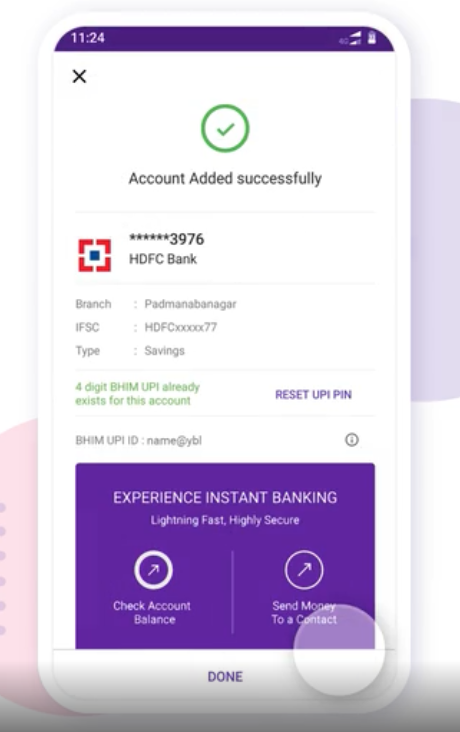 11:24
4G
Account Added successfully
******3976
HDFC Bank
Branch : Padmanabanagar
IFSC : HDFCxxxxx77
Type : Savings
4 digit BHIM UPI already
exists for this account
RESET UPI PIN
BHIM UPI ID : name@ybl
EXPERIENCE INSTANT BANKING
Lightning Fast, Highly Secure
Check Account
Balance
Send Money
To a Contact
DONE